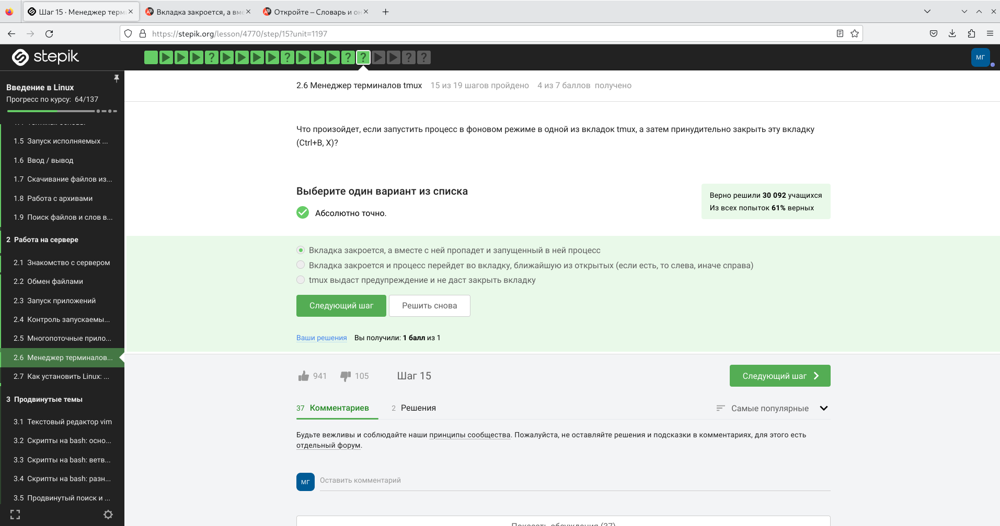 Шаг 15 · Менеджер терм
Вкладка закроется, а вме
Откройте – Словарь и он
https://stepik.org/lesson/4770/step/15?unit=1197
stepik
МГ
Введение в Linux
Прогресс по курсу: 64/137
1.5 Запуск исполняемых ...
1.6 Ввод / вывод
1.7 Скачивание файлов из...
1.8 Работа с архивами
1.9 Поиск файлов и слов в...
2 Работа на сервере
2.1 Знакомство с сервером
2.2 Обмен файлами
2.3 Запуск приложений
2.4 Контроль запускаемы...
2.5 Многопоточные прило...
2.6 Менеджер терминалов...
2.7 Как установить Linux: ...
3 Продвинутые темы
3.1 Текстовый редактор vim
3.2 Скрипты на bash: осно...
3.3 Скрипты на bash: ветв...
3.4 Скрипты на bash: разн...
3.5 Продвинутый поиск и ...
2.6 Менеджер терминалов tmux 15 из 19 шагов пройдено 4 из 7 баллов получено
Что произойдет, если запустить процесс в фоновом режиме в одной из вкладок tmux, а затем принудительно закрыть эту вкладку
(Ctrl+B, X)?
Выберите один вариант из списка
Абсолютно точно.
Верно решили 30 092 учащихся
Из всех попыток 61% верных
Вкладка закроется, а вместе с ней пропадет и запущенный в ней процесс
Вкладка закроется и процесс перейдет во вкладку, ближайшую из открытых (если есть, то слева, иначе справа)
tmux выдаст предупреждение и не даст закрыть вкладку
Следующий шаг
Решить снова
Ваши решения Вы получили: 1 балл из 1
941 105 Шаг 15
Следующий шаг
37 Комментариев 2 Решения
Самые популярные
Будьте вежливы и соблюдайте наши принципы сообщества. Пожалуйста, не оставляйте решения и подсказки в комментариях, для этого есть
отдельный форум.
МГ
Оставить комментарий
Показать обсуждения (37)